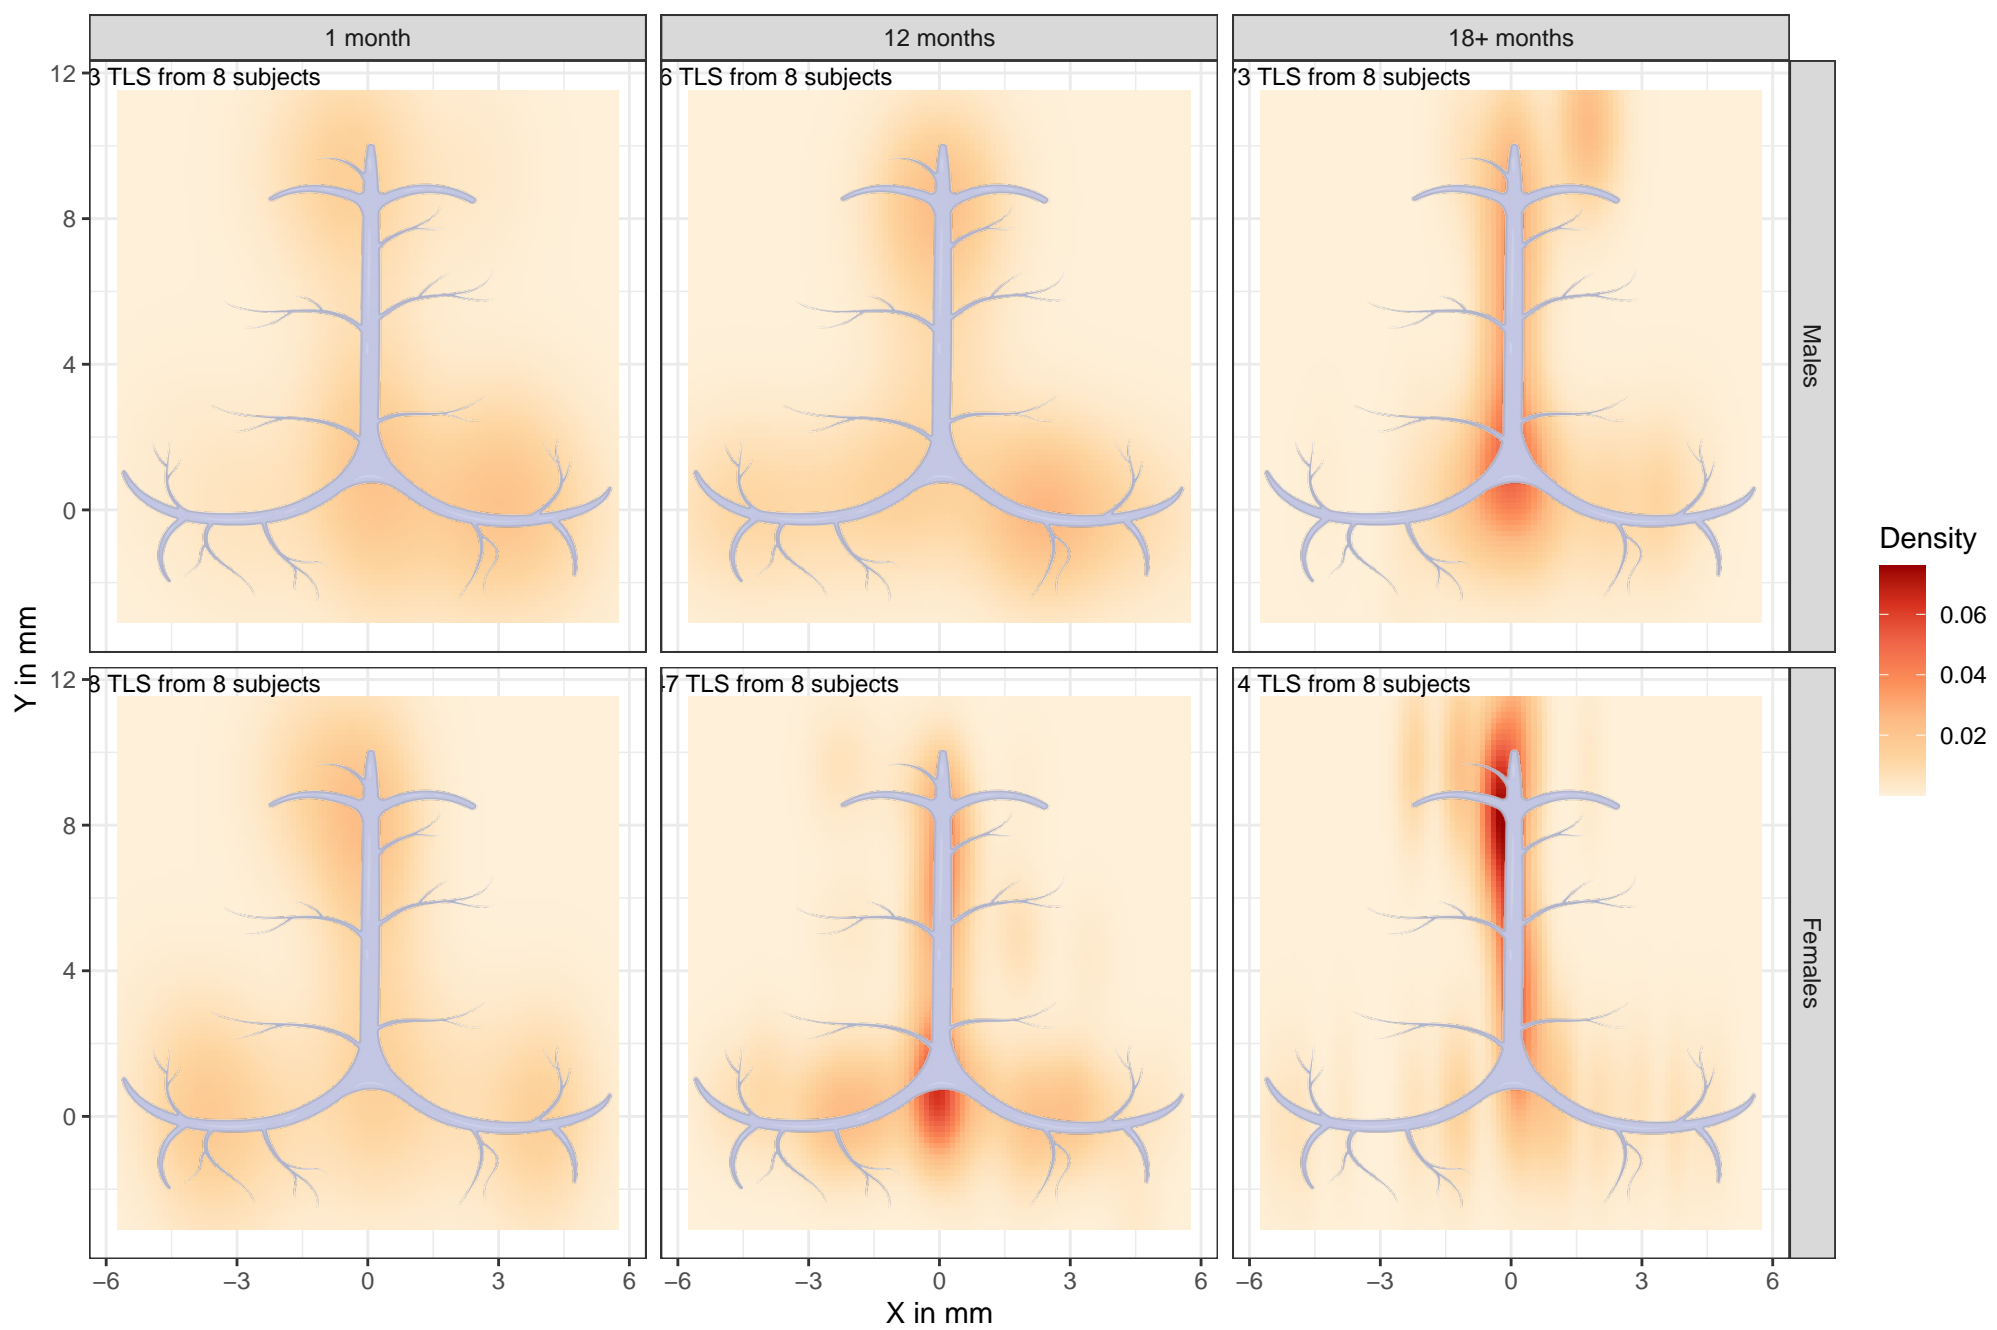 1 month
12 months
18+ months
3 TLS from 8 subjects
6 TLS from 8 subjects
73 TLS from 8 subjects
Males
12
8
4
0
8 TLS from 8 subjects
47 TLS from 8 subjects
4 TLS from 8 subjects
Females
12
8
4
0
−6 −3 0 3 6
−6 −3 0 3 6
−6 −3 0 3 6
X in mm
Y in mm
Density
0.06
0.04
0.02